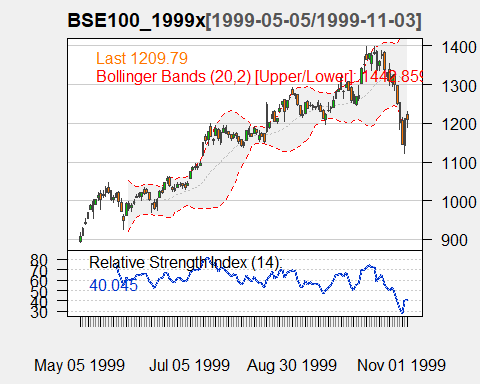 BSE100_1999x[1999-05-05/1999-11-03]
Last 1209.79
Bollinger Bands (20,2) [Upper/Lower]:
1400
1300
1200
1100
1000
900
Relative Strength Index (14):
40.045
80
70
60
50
40
30
May 05 1999 Jul 05 1999 Aug 30 1999 Nov 01 1999